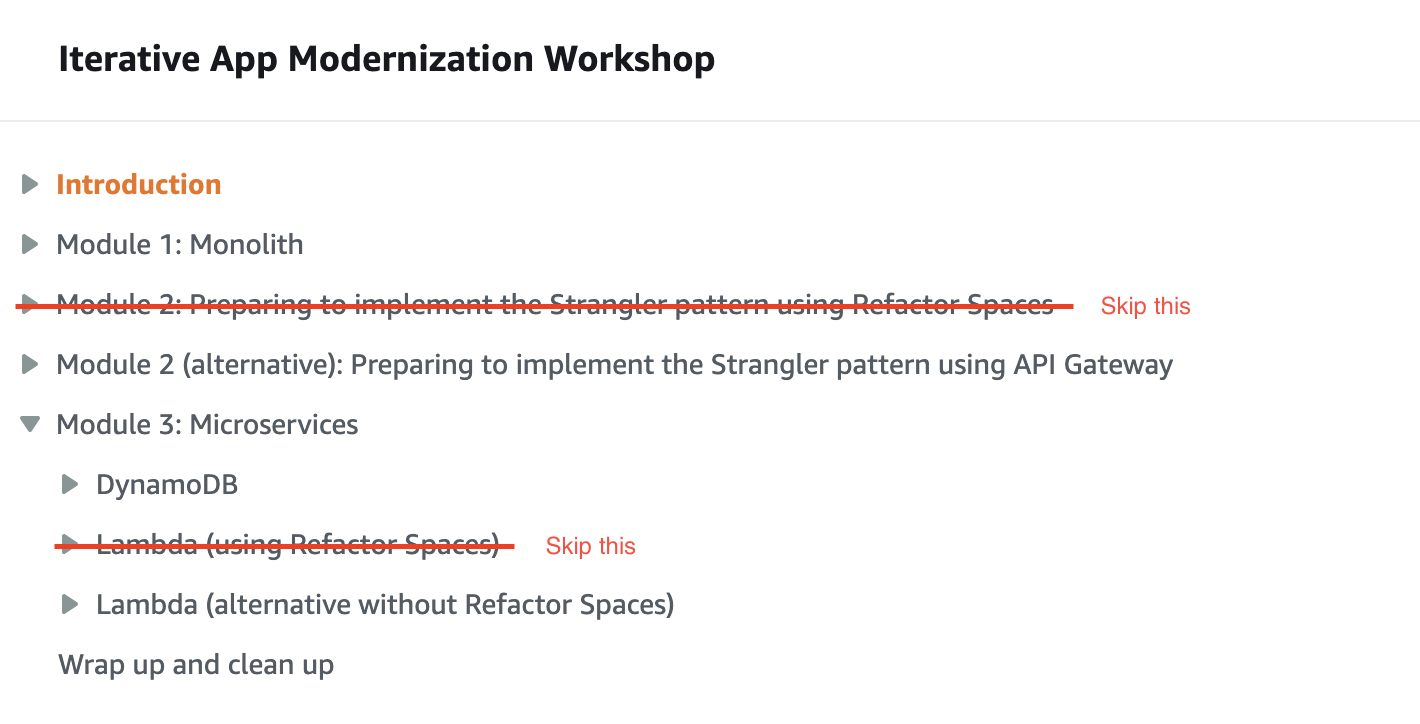 Iterative App Modernization Workshop
Introduction
Module 1: Monolith
Module 2: Preparing to implement the Strangler pattern using Refactor Spaces Skip this
Module 2 (alternative): Preparing to implement the Strangler pattern using API Gateway
Module 3: Microservices
DynamoDB
Lambda (using Refactor Spaces) Skip this
Lambda (alternative without Refactor Spaces)
Wrap up and clean up